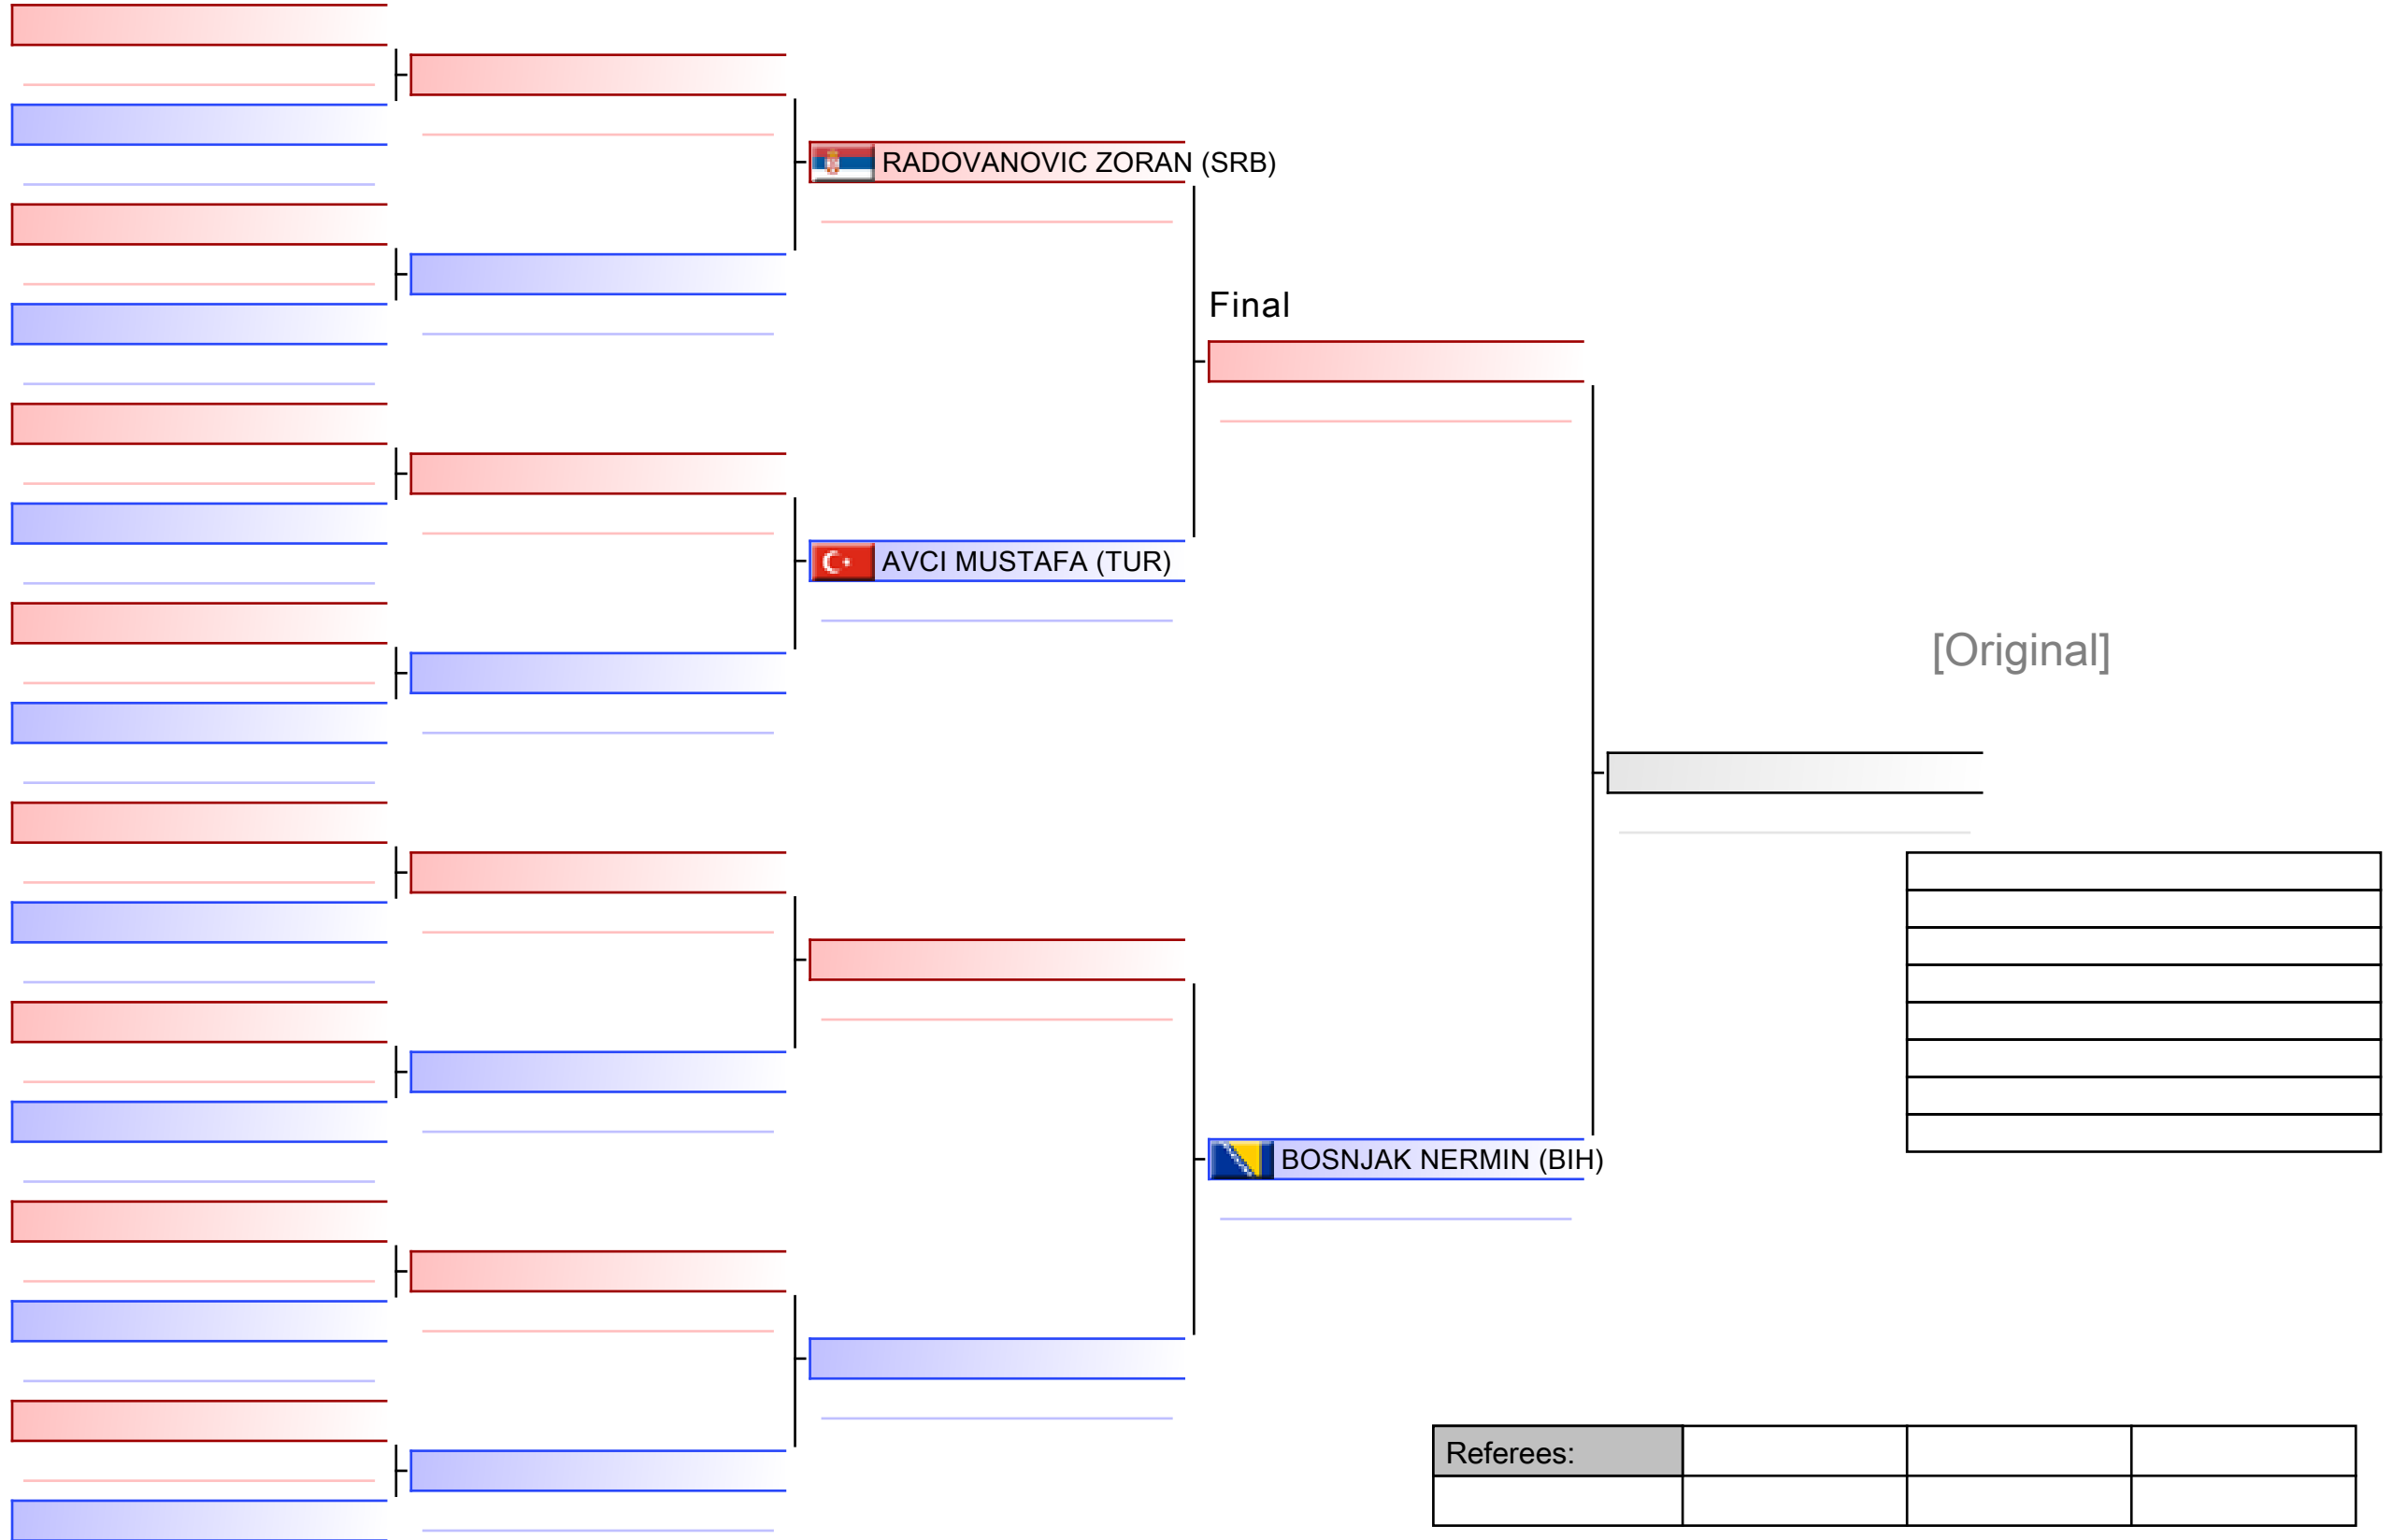 RADOVANOVIC ZORAN (SRB)
Final
AVCI MUSTAFA (TUR)
[Original]
BOSNJAK NERMIN (BIH)
Referees: